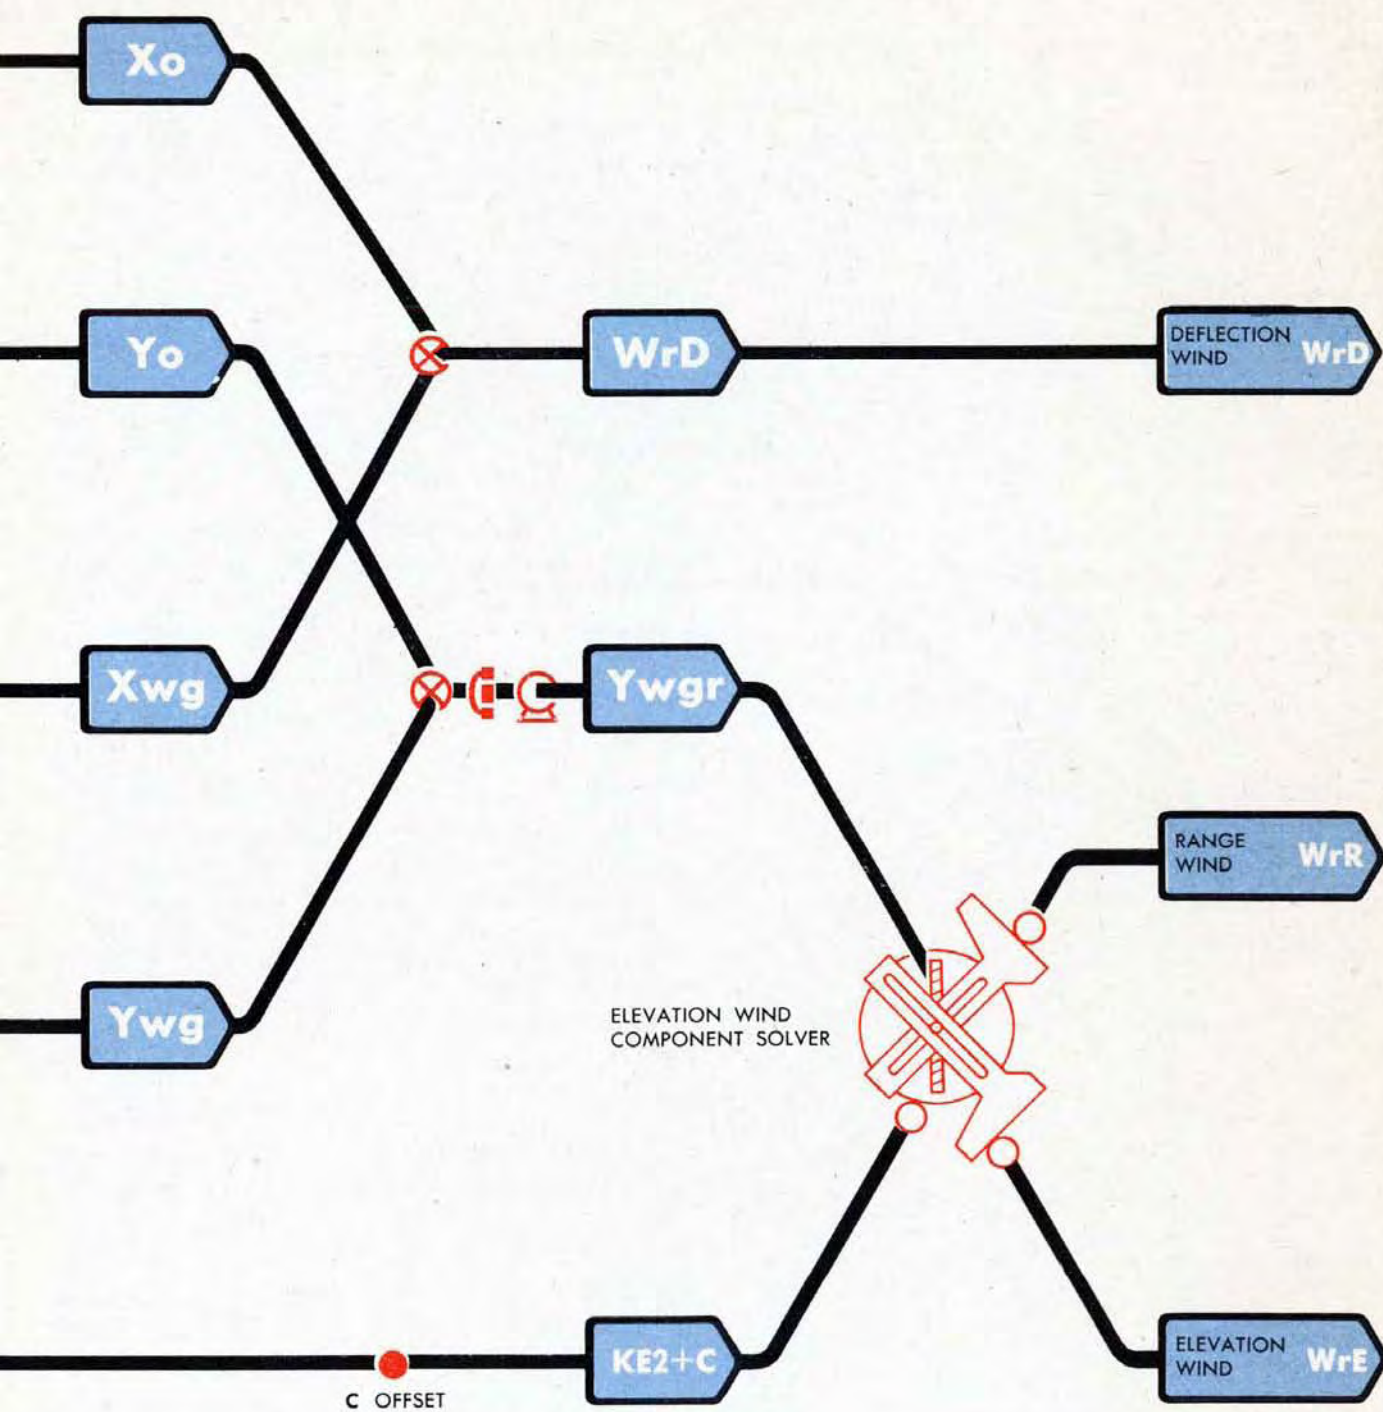 Xo
Yo
WrD
DEFLECTION
WIND WrD
Xwg
Ywgr
RANGE
WIND WrR
Ywg
ELEVATION WIND
COMPONENT SOLVER
KE2+C
ELEVATION
WIND WrE
C OFFSET